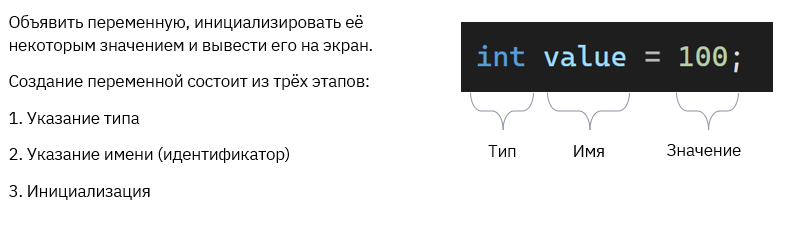 Объявить переменную, инициализировать её
некоторым значением и вывести его на экран.
Создание переменной состоит из трёх этапов:
1. Указание типа
2. Указание имени (идентификатор)
3. Инициализация
int value = 100;
Тип
Имя
Значение